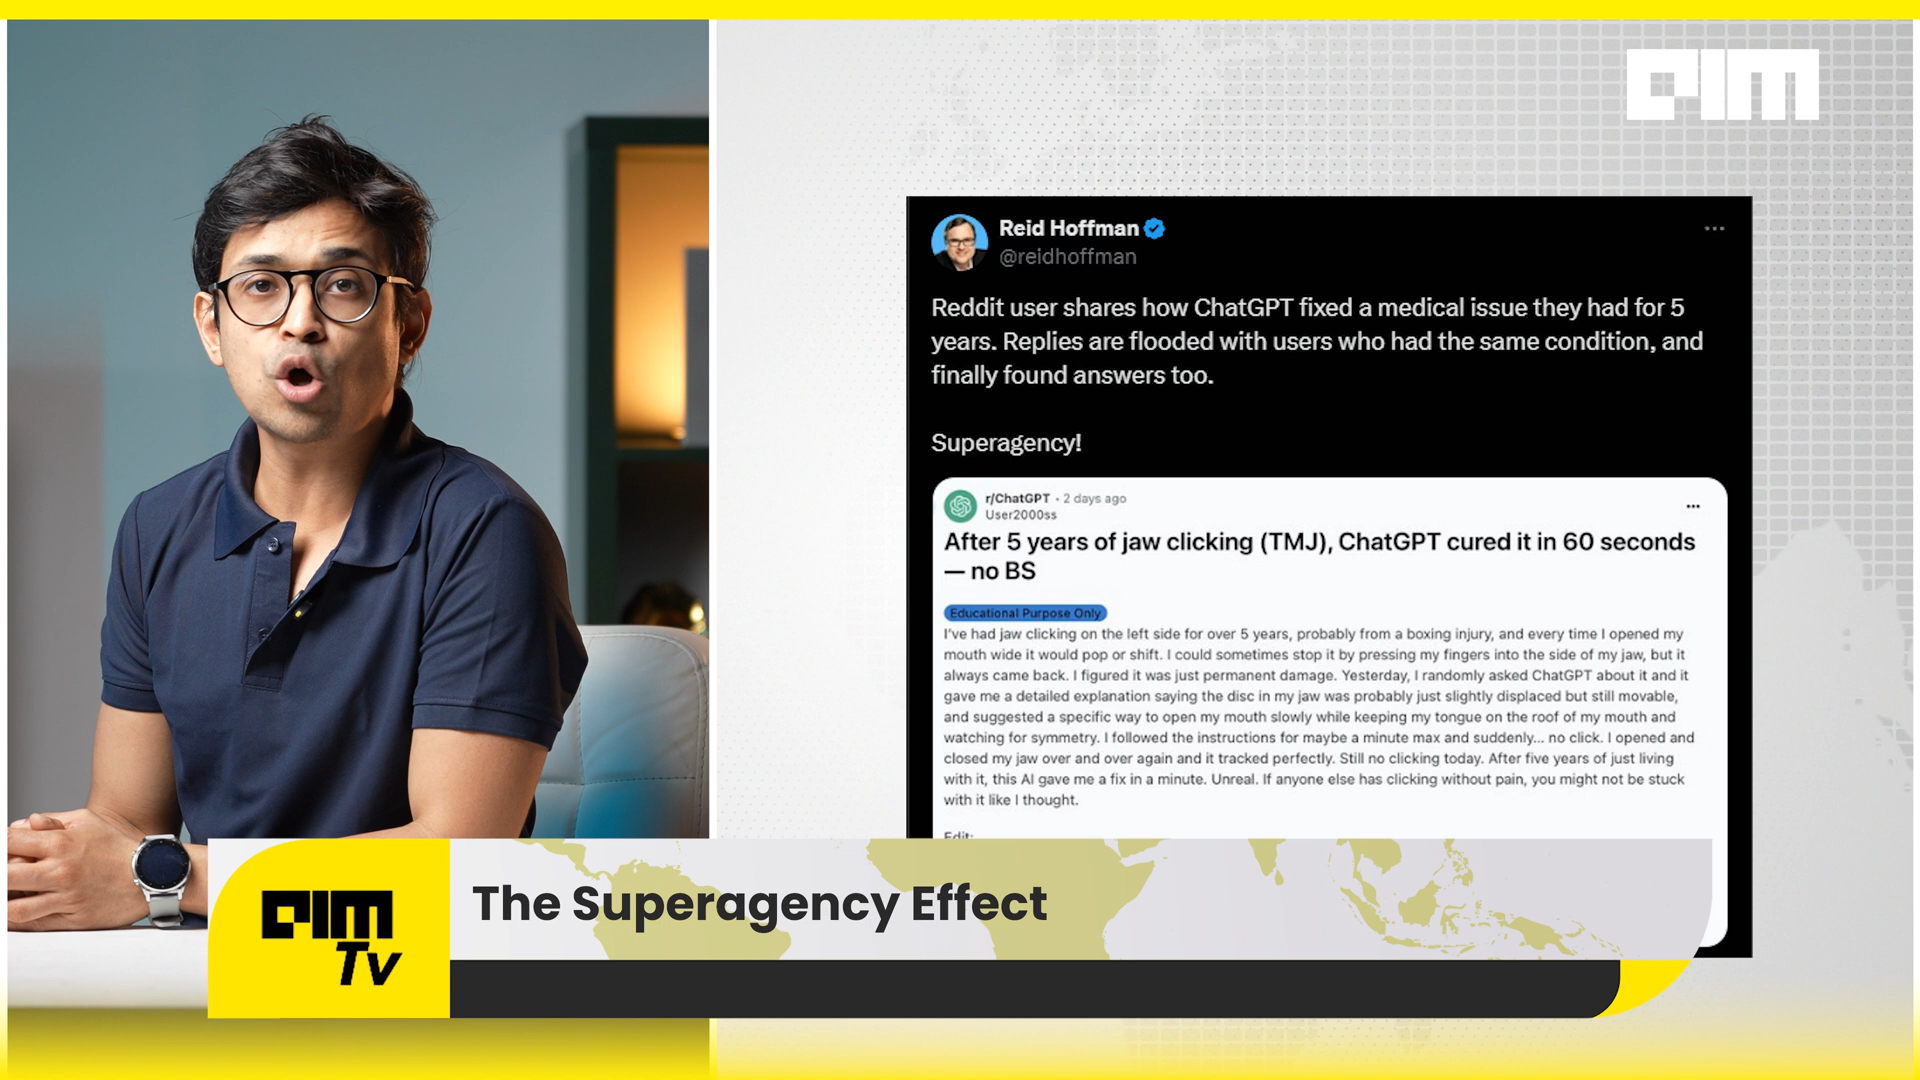 AIM
Reid Hoffman
@reidhoffman
Reddit user shares how ChatGPT fixed a medical issue they had for 5
years. Replies are flooded with users who had the same condition, and
finally found answers too.
Superagency!
r/ChatGPT • 2 days ago
User2000ss
After 5 years of jaw clicking (TMJ), ChatGPT cured it in 60 seconds
— no BS
Educational Purpose Only
I've had jaw clicking on the left side for over 5 years, probably from a boxing injury, and every time I opened my
mouth wide it would pop or shift. I could sometimes stop it by pressing my fingers into the side of my jaw, but it
always came back. I figured it was just permanent damage. Yesterday, I randomly asked ChatGPT about it and it
gave me a detailed explanation saying the disc in my jaw was probably just slightly displaced but still movable,
and suggested a specific way to open my mouth slowly while keeping my tongue on the roof of my mouth and
watching for symmetry. I followed the instructions for maybe a minute max and suddenly... no click. I opened and
closed my jaw over and over again and it tracked perfectly. Still no clicking today. After five years of just living
with it, this AI gave me a fix in a minute. Unreal. If anyone else has clicking without pain, you might not be stuck
with it like I thought.
Edit:
AIM
TV
The Superagency Effect